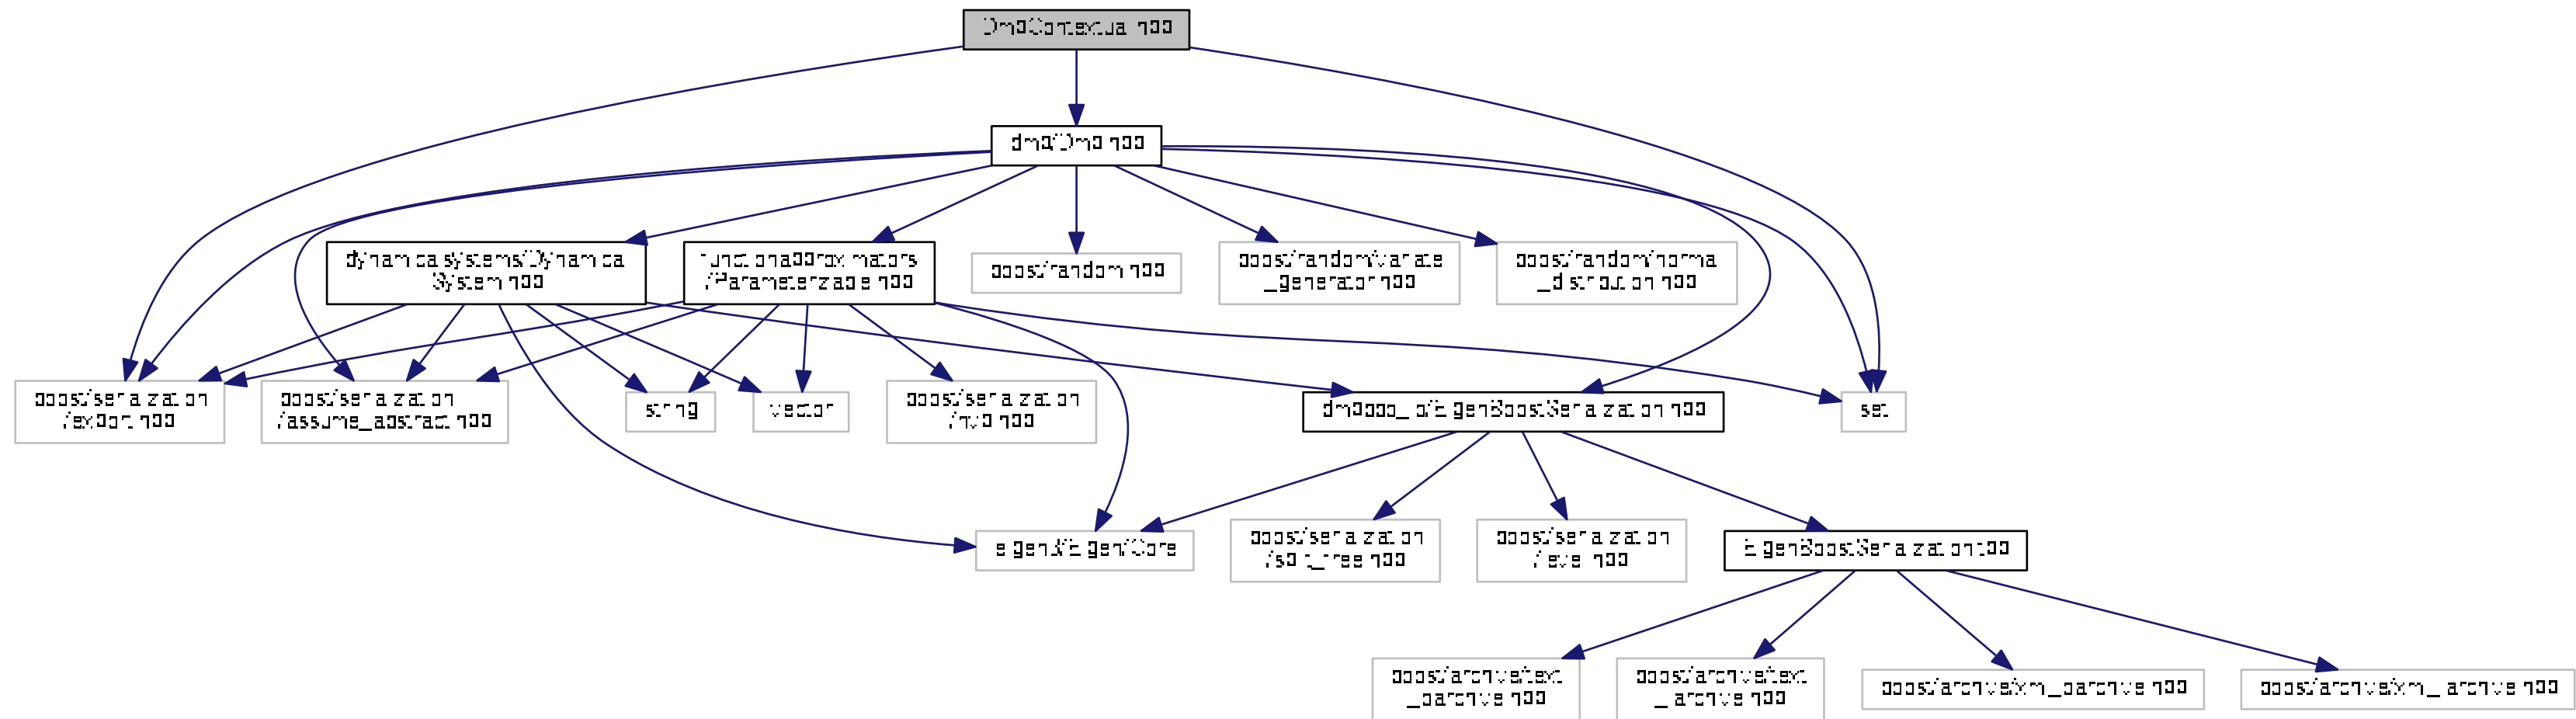 DmpContextual.hpp
dmp/Dmp.hpp
dynamicalsystems/Dynamical
System.hpp
functionapproximators
/Parameterizable.hpp
boost/random.hpp
boost/random/variate
_generator.hpp
boost/random/normal
_distribution.hpp
boost/serialization
/export.hpp
boost/serialization
/assume_abstract.hpp
string
vector
boost/serialization
/nvp.hpp
dmpbbo_io/EigenBoostSerialization.hpp
set
eigen3/Eigen/Core
boost/serialization
/split_free.hpp
boost/serialization
/level.hpp
EigenBoostSerialization.tpp
boost/archive/text
_oarchive.hpp
boost/archive/text
_iarchive.hpp
boost/archive/xml_oarchive.hpp
boost/archive/xml_iarchive.hpp